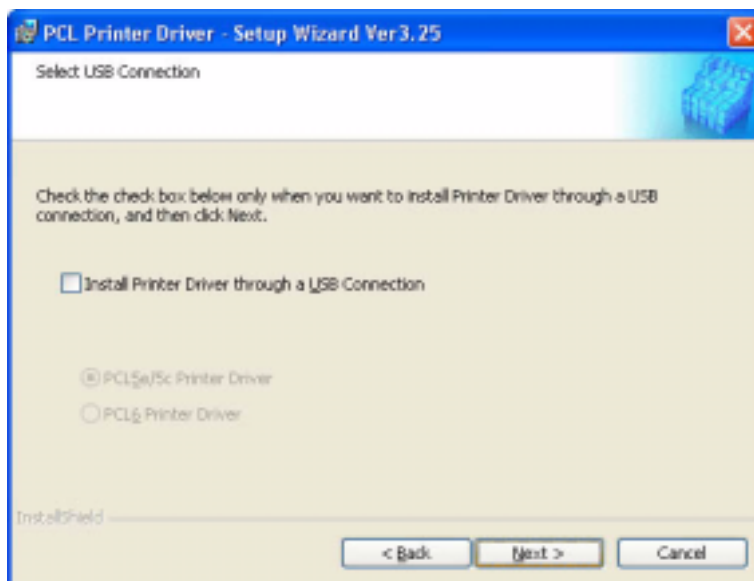 PCL Printer Driver - Setup Wizard Ver3.25
Select USB Connection
Check the check box below only when you want to install Printer Driver through a USB
connection, and then click Next.
Install Printer Driver through a USB Connection
PCL5e/5c Printer Driver
PCL6 Printer Driver
InstallShield
< Back Next > Cancel